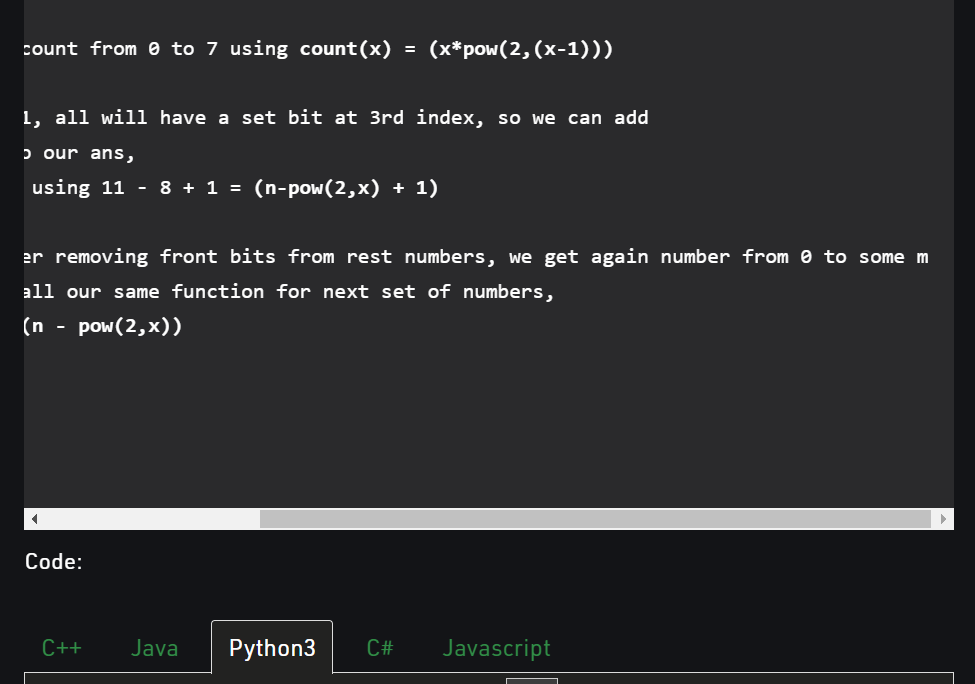 count from 0 to 7 using count(x) = (x*pow(2,(x-1)))
1, all will have a set bit at 3rd index, so we can add
o our ans,
using 11 - 8 + 1 = (n-pow(2,x) + 1)
er removing front bits from rest numbers, we get again number from 0 to some m
all our same function for next set of numbers,
(n - pow(2,x))
Code:
C++ Java Python3 C# Javascript